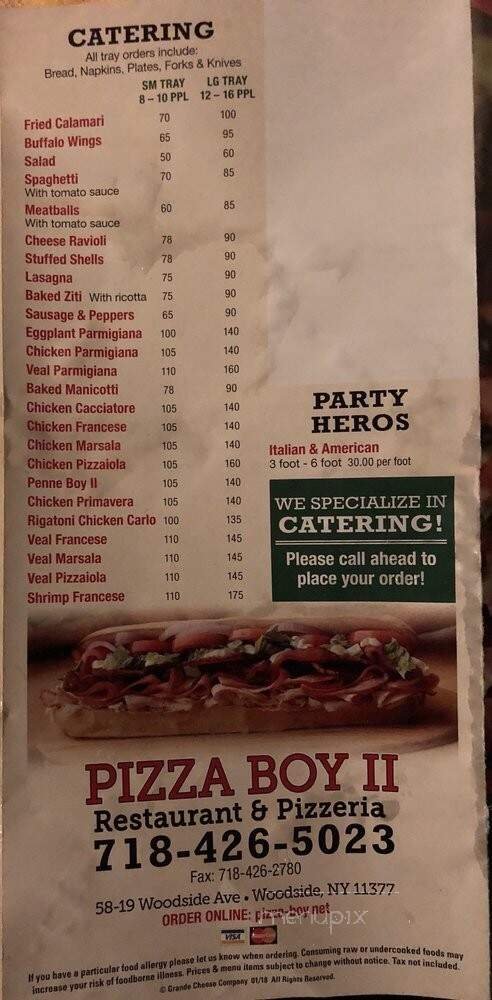 CATERING
All tray orders include:
Bread, Napkins, Plates, Forks & Knives
SM TRAY LG TRAY
8 – 10 PPL 12 – 16 PPL
Fried Calamari 70 100
Buffalo Wings 65 95
Salad 50 60
Spaghetti 70 85
With tomato sauce
Meatballs 60 85
With tomato sauce
Cheese Ravioli 78 90
Stuffed Shells 78 90
Lasagna 75 90
Baked Ziti With ricotta 75 90
Sausage & Peppers 65 90
Eggplant Parmigiana 100 140
Chicken Parmigiana 105 140
Veal Parmigiana 110 160
Baked Manicotti 78 90
Chicken Cacciatore 105 140
Chicken Francese 105 140
Chicken Marsala 105 140
Chicken Pizzaiola 105 160
Penne Boy II 105 140
Chicken Primavera 105 140
Rigatoni Chicken Carlo 100 135
Veal Francese 110 145
Veal Marsala 110 145
Veal Pizzaiola 110 145
Shrimp Francese 110 175
PARTY
HEROS
Italian & American
3 foot - 6 foot 30.00 per foot
WE SPECIALIZE IN
CATERING!
Please call ahead to
place your order!
PIZZA BOY II
Restaurant & Pizzeria
718-426-5023
Fax: 718-426-2780
58-19 Woodside Ave • Woodside, NY 11377
ORDER ONLINE: pizza-boy.net
menupix
VISA MasterCard
If you have a particular food allergy please let us know when ordering. Consuming raw or undercooked foods may
increase your risk of foodborne illness. Prices & menu items subject to change without notice. Tax not included.
© Grande Cheese Company 01/18 All Rights Reserved.